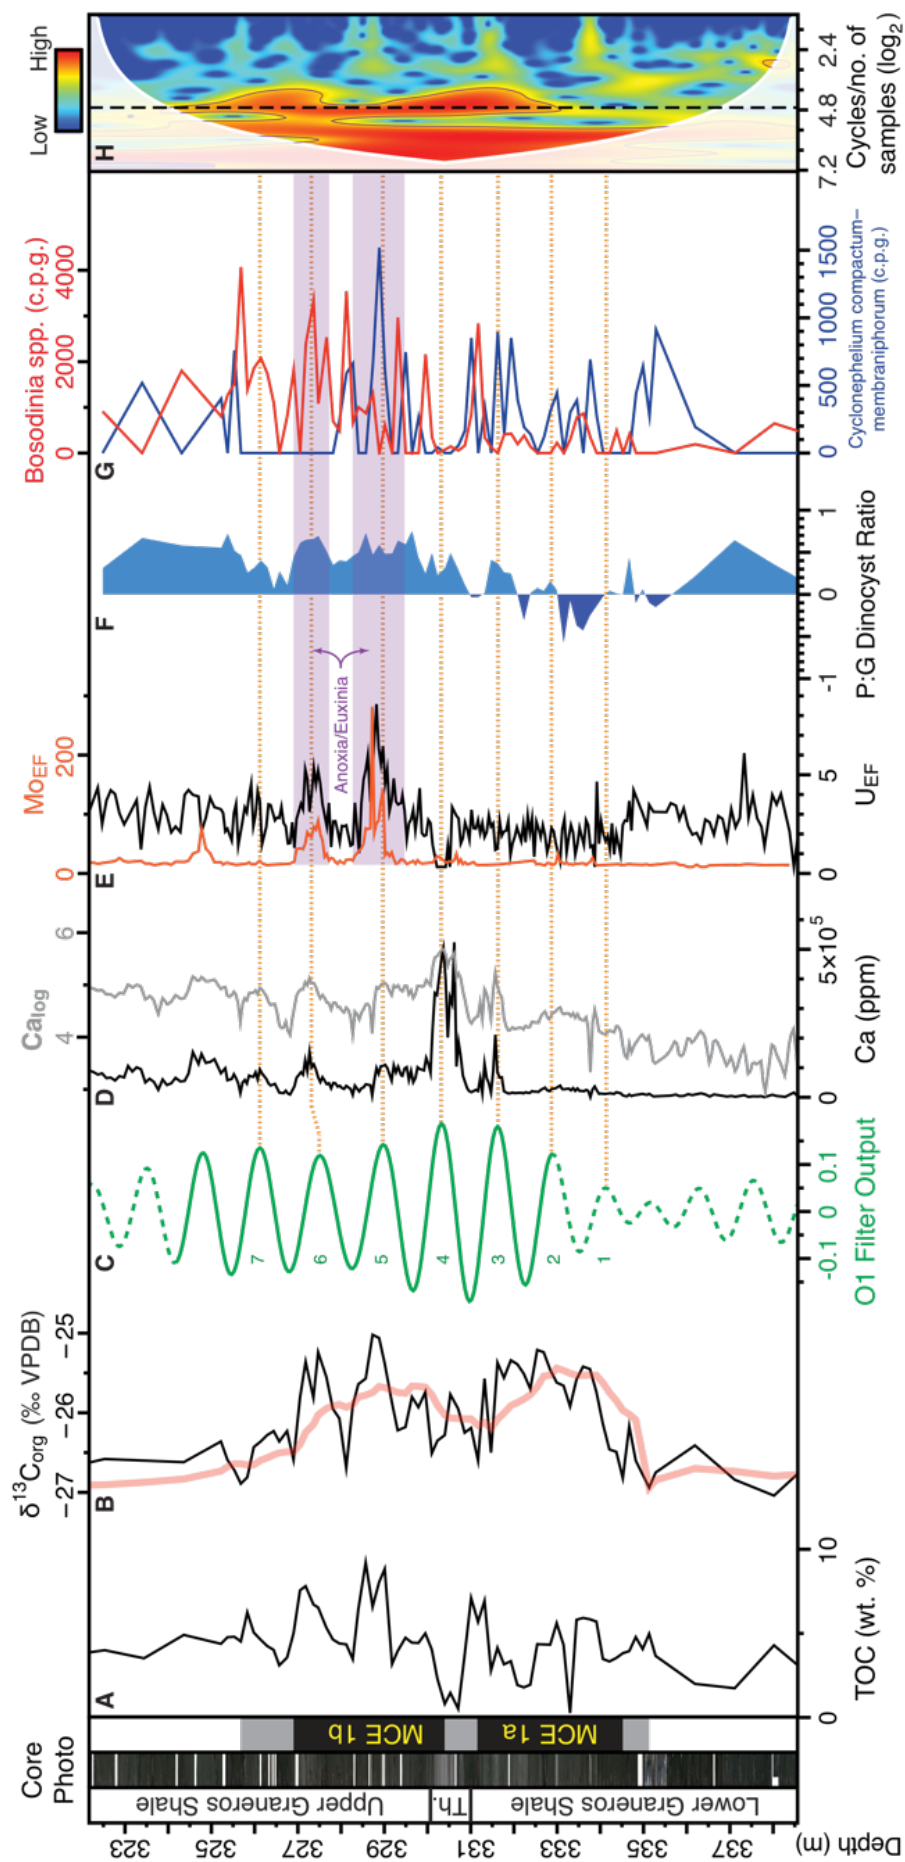 Depth (m)
323
325
327
329
331
333
335
337
Upper Graneros Shale
Th.
Lower Graneros Shale
Core
Photo
MCE 1b
MCE 1a
A
0
10
TOC (wt. %)
δ¹³Corg (‰ VPDB)
-27
-26
-25
B
C
7
6
5
4
3
2
1
-0.1
0
0.1
O1 Filter Output
Calog
4
6
D
0
5×10⁵
Ca (ppm)
MoEF
0
200
E
0
5
UEF
Anoxia/Euxinia
F
-1
0
1
P:G Dinocyst Ratio
Bosodinia spp. (c.p.g.)
0
2000
4000
G
0
500
1000
1500
Cyclonephelium compactum–
membraniphorum (c.p.g.)
Low
High
H
7.2
4.8
2.4
Cycles/no. of
samples (log₂)